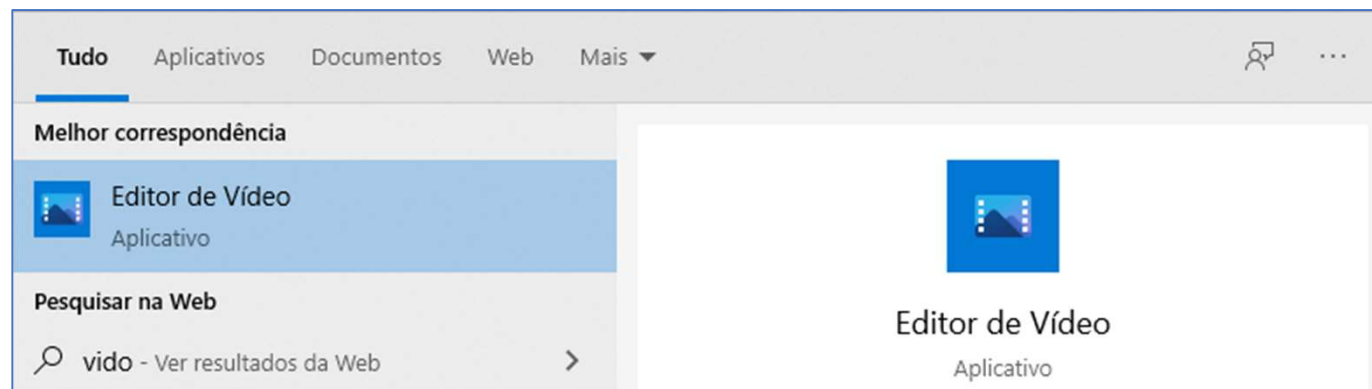 Tudo Aplicativos Documentos Web Mais
Melhor correspondência
Editor de Vídeo
Aplicativo
Pesquisar na Web
vido - Ver resultados da Web
Editor de Vídeo
Aplicativo